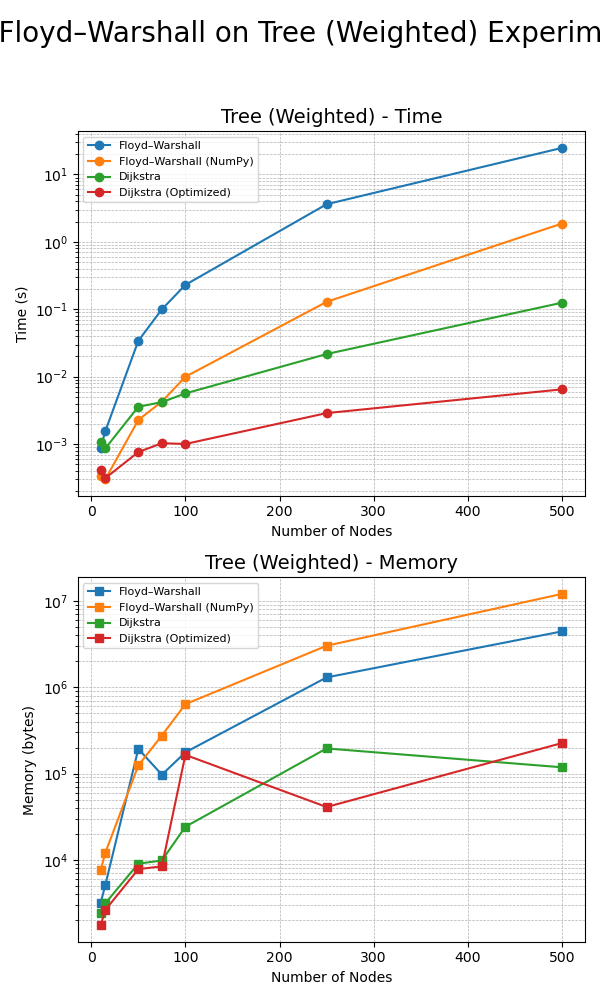 Floyd–Warshall on Tree (Weighted) Experim
Tree (Weighted) - Time
Floyd–Warshall
Floyd–Warshall (NumPy)
Dijkstra
Dijkstra (Optimized)
Time (s)
10¹
10⁰
10⁻¹
10⁻²
10⁻³
0 100 200 300 400 500
Number of Nodes
Tree (Weighted) - Memory
Floyd–Warshall
Floyd–Warshall (NumPy)
Dijkstra
Dijkstra (Optimized)
Memory (bytes)
10⁷
10⁶
10⁵
10⁴
0 100 200 300 400 500
Number of Nodes